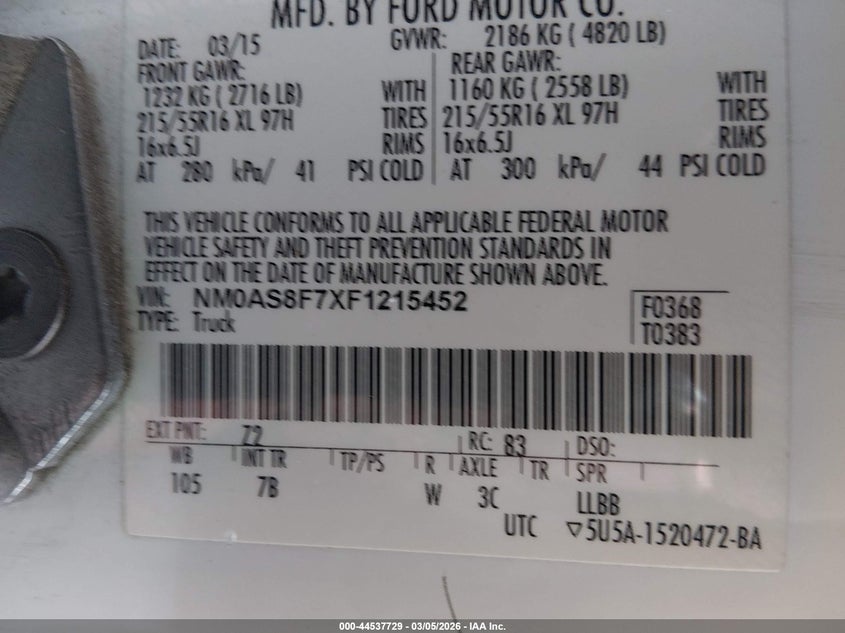 MFD. BY FORD MOTOR CO.
DATE: 03/15 GVWR: 2186 KG ( 4820 LB)
FRONT GAWR: REAR GAWR:
1232 KG ( 2716 LB) WITH 1160 KG ( 2558 LB) WITH
215/55R16 XL 97H TIRES 215/55R16 XL 97H TIRES
16x6.5J RIMS 16x6.5J RIMS
AT 280 kPa/ 41 PSI COLD AT 300 kPa/ 44 PSI COLD
THIS VEHICLE CONFORMS TO ALL APPLICABLE FEDERAL MOTOR
VEHICLE SAFETY AND THEFT PREVENTION STANDARDS IN
EFFECT ON THE DATE OF MANUFACTURE SHOWN ABOVE.
VIN: NM0AS8F7XF1215452 F0368
TYPE: Truck T0383
EXT PNT: Z2 RC: 83 DSO:
WB INT TR TP/PS R AXLE TR SPR
105 7B W 3C LLBB
UTC ▽5U5A-1520472-BA
000-44537729 - 03/05/2026 - IAA Inc.